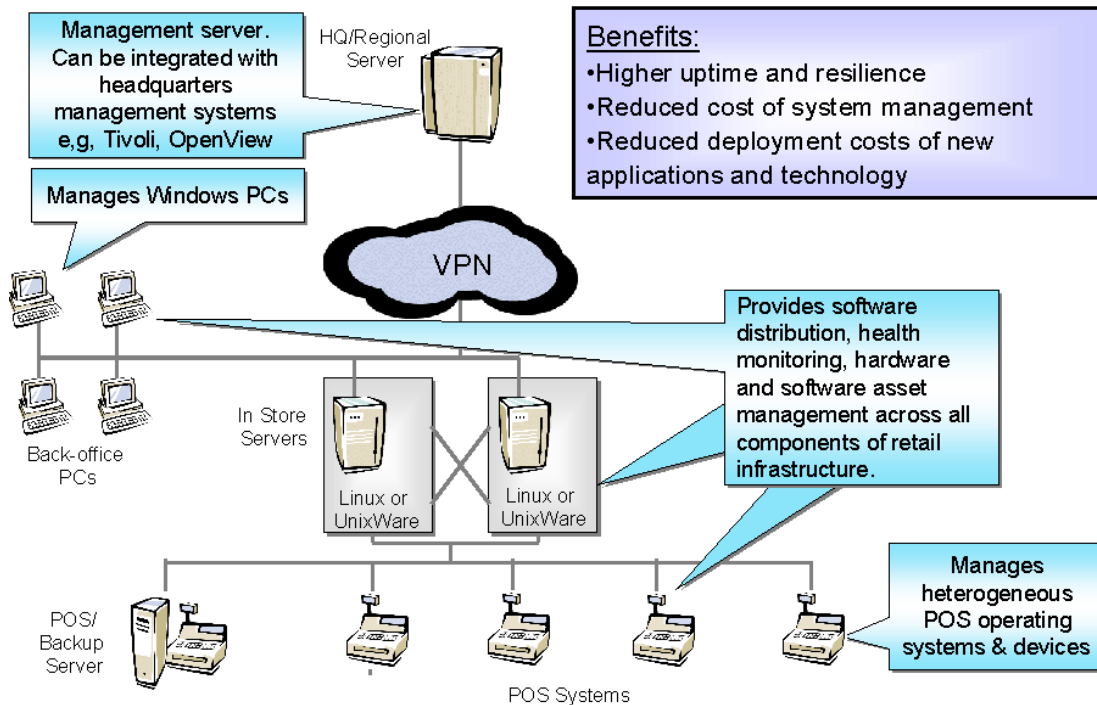 Management server.
Can be integrated with
headquarters
management systems
e,g, Tivoli, OpenView
HQ/Regional
Server
Benefits:
•Higher uptime and resilience
•Reduced cost of system management
•Reduced deployment costs of new
applications and technology
Manages Windows PCs
VPN
Provides software
distribution, health
monitoring, hardware
and software asset
management across all
components of retail
infrastructure.
In Store
Servers
Back-office
PCs
Linux or
UnixWare
Linux or
UnixWare
Manages
heterogeneous
POS operating
systems & devices
POS/
Backup
Server
POS Systems